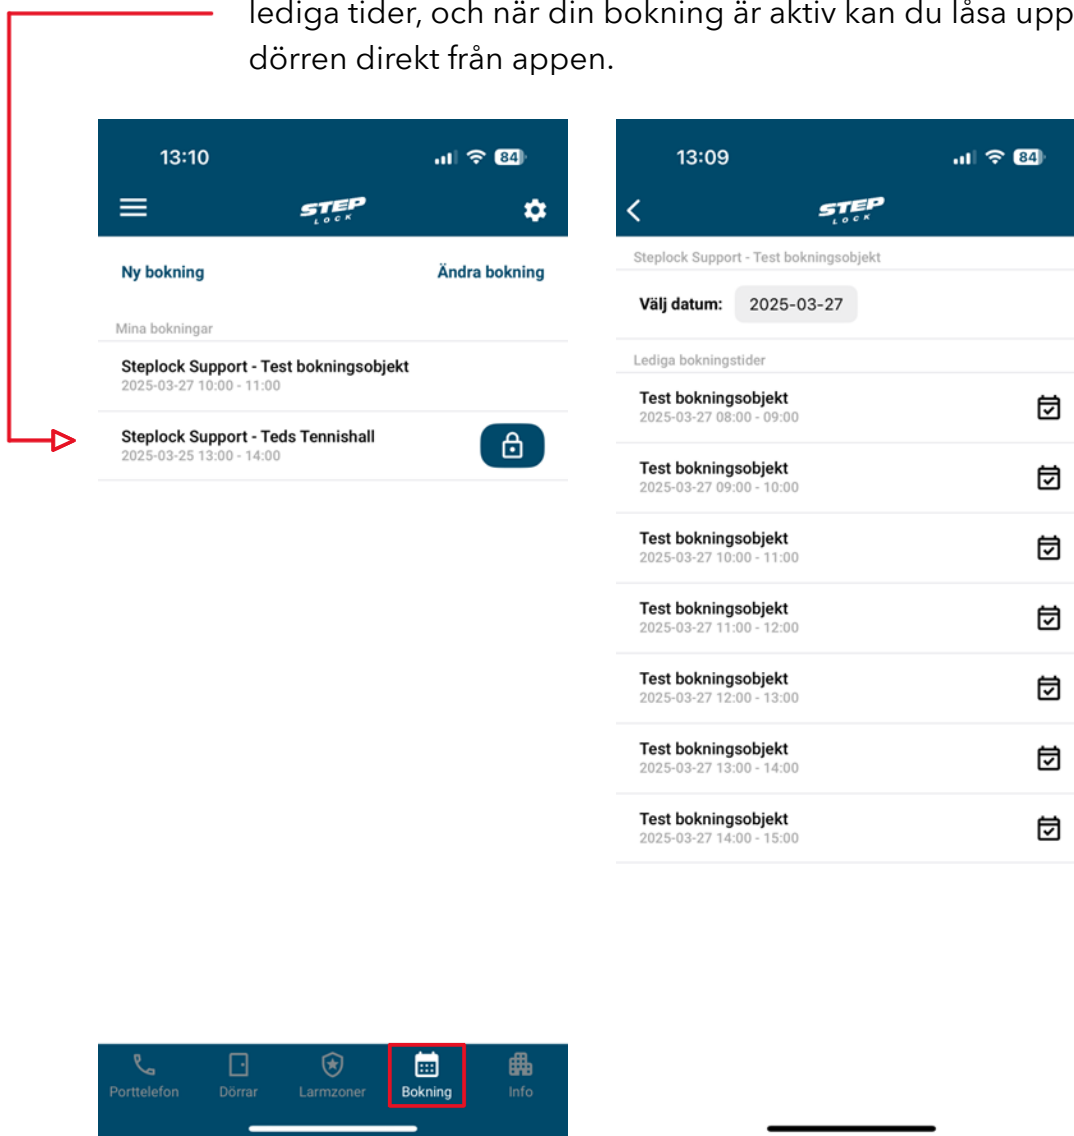 lediga tider, och när din bokning är aktiv kan du låsa upp
dörren direkt från appen.
13:10
84
STEP
LOCK
Ny bokning
Ändra bokning
Mina bokningar
Steplock Support - Test bokningsobjekt
2025-03-27 10:00 - 11:00
Steplock Support - Teds Tennishall
2025-03-25 13:00 - 14:00
Porttelefon
Dörrar
Larmzoner
Bokning
Info
13:09
84
STEP
LOCK
Steplock Support - Test bokningsobjekt
Välj datum: 2025-03-27
Lediga bokningstider
Test bokningsobjekt
2025-03-27 08:00 - 09:00
Test bokningsobjekt
2025-03-27 09:00 - 10:00
Test bokningsobjekt
2025-03-27 10:00 - 11:00
Test bokningsobjekt
2025-03-27 11:00 - 12:00
Test bokningsobjekt
2025-03-27 12:00 - 13:00
Test bokningsobjekt
2025-03-27 13:00 - 14:00
Test bokningsobjekt
2025-03-27 14:00 - 15:00